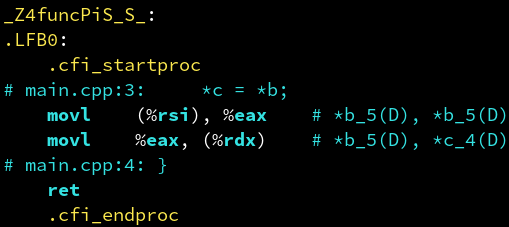 _Z4funcPiS_S_:
.LFB0:
    .cfi_startproc
# main.cpp:3:     *c = *b;
    movl    (%rsi), %eax    # *b_5(D), *b_5(D)
    movl    %eax, (%rdx)    # *b_5(D), *c_4(D)
# main.cpp:4: }
    ret
    .cfi_endproc